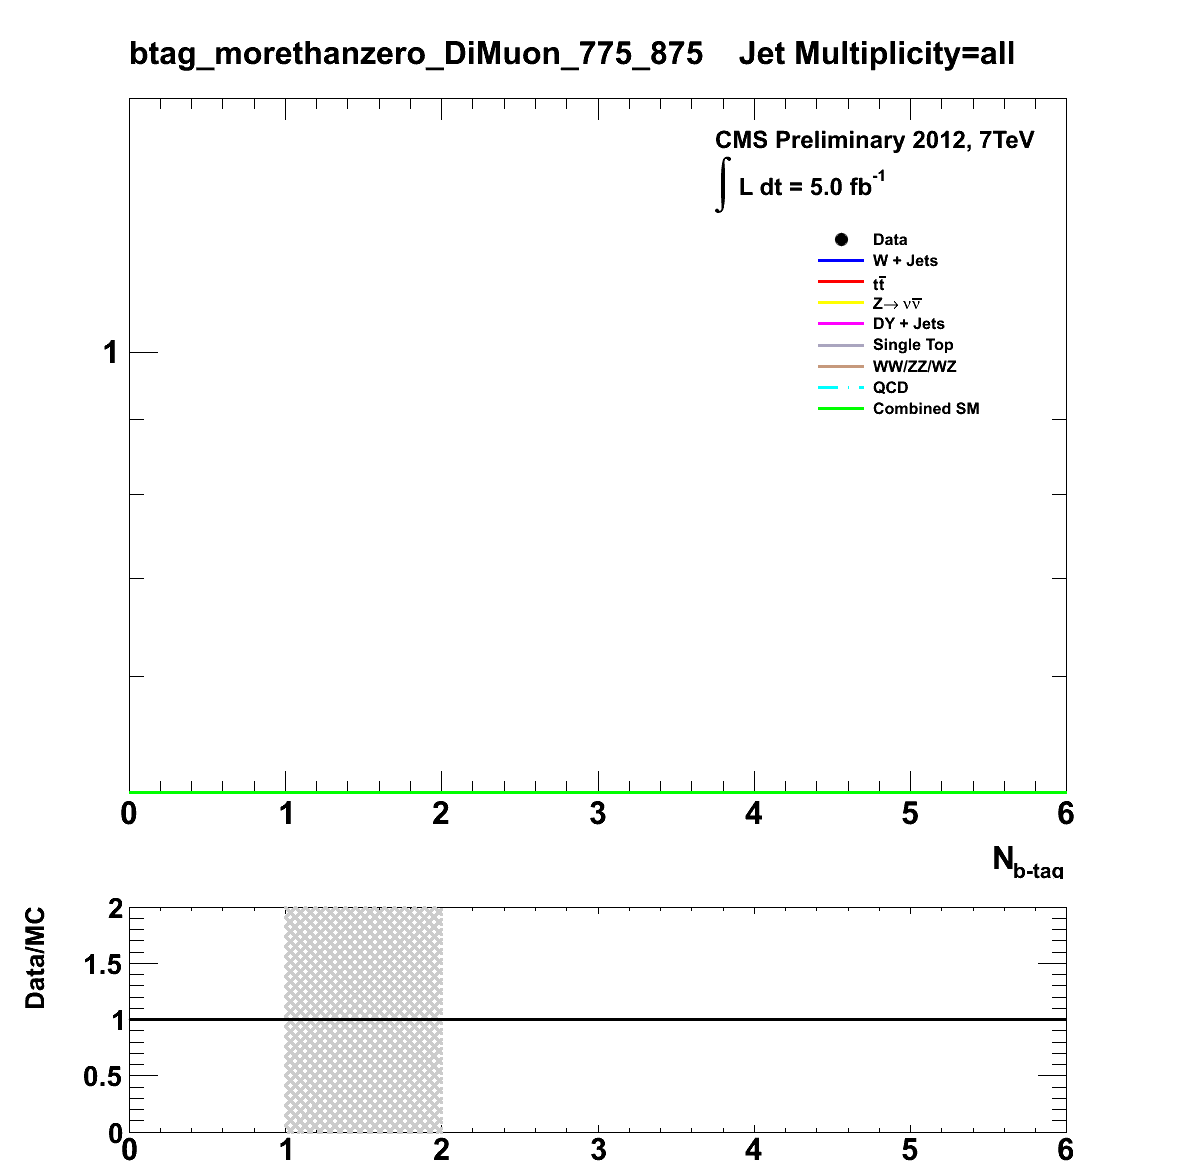 btag_morethanzero_DiMuon_775_875 Jet Multiplicity=all
CMS Preliminary 2012, 7TeV
∫ L dt = 5.0 fb⁻¹
Data
W + Jets
tt̅
Z→ νν̅
DY + Jets
Single Top
WW/ZZ/WZ
QCD
Combined SM
1
0 1 2 3 4 5 6
N b-tag
Data/MC
2
1.5
1
0.5
0
0 1 2 3 4 5 6